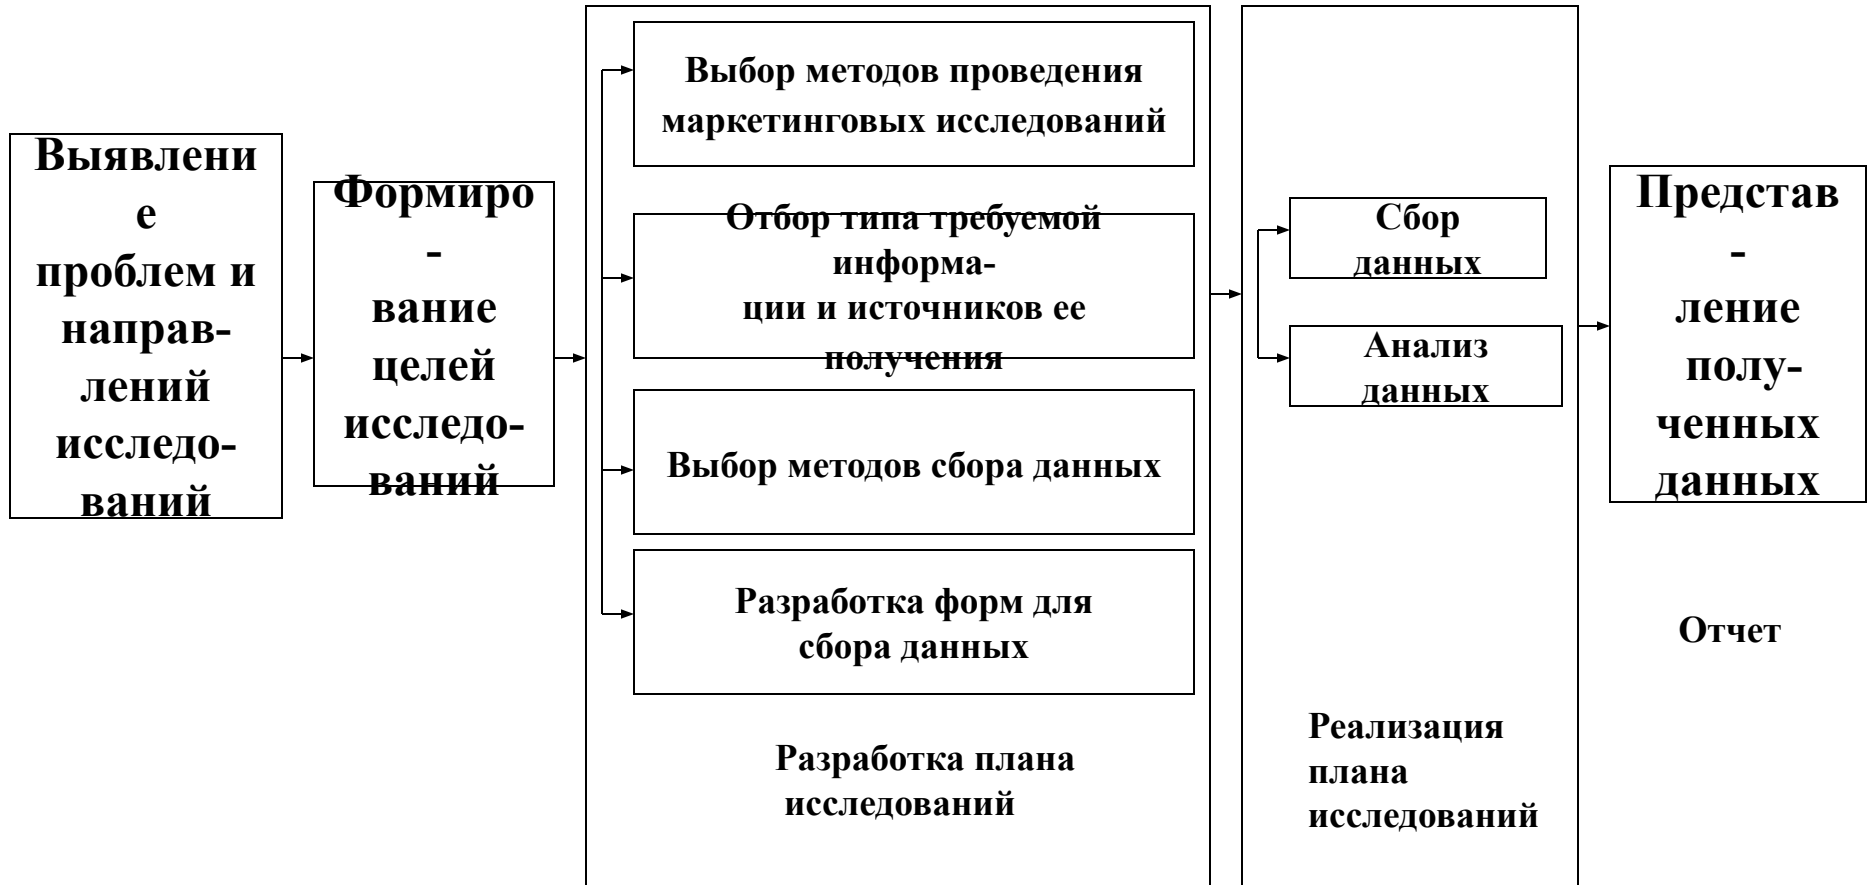 Выявлени
е
проблем и
направ-
лений
исследо-
ваний
Формиро
-
вание
целей
исследо-
ваний
Выбор методов проведения
маркетинговых исследований
Отбор типа требуемой
информа-
ции и источников ее
получения
Выбор методов сбора данных
Разработка форм для
сбора данных
Разработка плана
исследований
Сбор
данных
Анализ
данных
Реализация
плана
исследований
Представ
-
ление
полу-
ченных
данных
Отчет